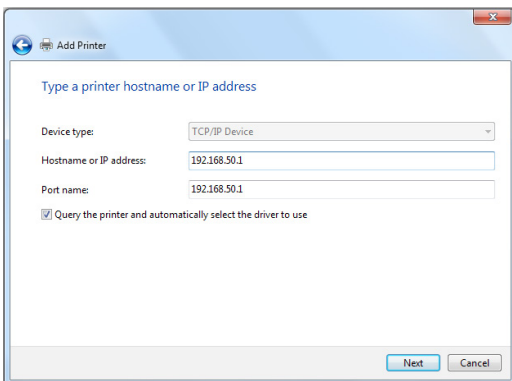 Add Printer
Type a printer hostname or IP address
Device type: TCP/IP Device
Hostname or IP address: 192.168.50.1
Port name: 192.168.50.1
Query the printer and automatically select the driver to use
Next Cancel